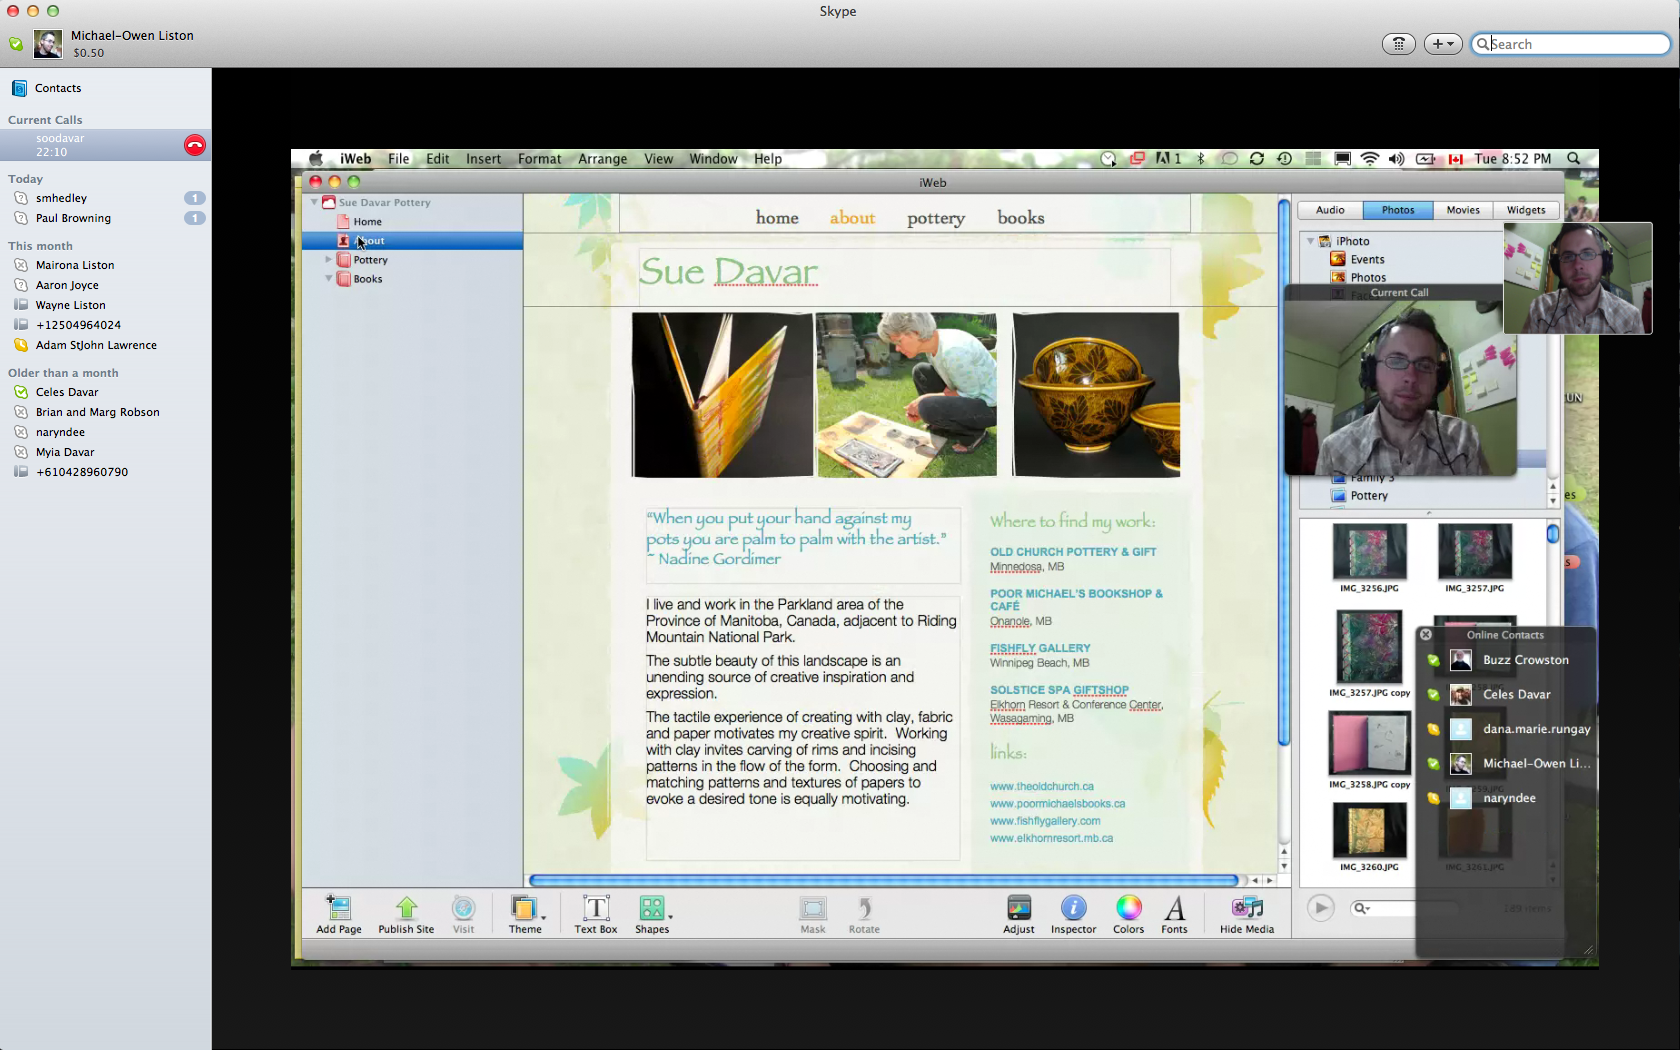 Skype
Michael-Owen Liston
$0.50
Search
Contacts
Current Calls
soodavar
22:10
Today
smhedley 1
Paul Browning 1
This month
Mairona Liston
Aaron Joyce
Wayne Liston
+12504964024
Adam StJohn Lawrence
Older than a month
Celes Davar
Brian and Marg Robson
naryndee
Myia Davar
+610428960790
iWeb File Edit Insert Format Arrange View Window Help
1 Tue 8:52 PM
iWeb
Sue Davar Pottery
Home
About
Pottery
Books
home about pottery books
Sue Davar
"When you put your hand against my
pots you are palm to palm with the artist."
~ Nadine Gordimer
I live and work in the Parkland area of the
Province of Manitoba, Canada, adjacent to Riding
Mountain National Park.
The subtle beauty of this landscape is an
unending source of creative inspiration and
expression.
The tactile experience of creating with clay, fabric
and paper motivates my creative spirit.  Working
with clay invites carving of rims and incising
patterns in the flow of the form.  Choosing and
matching patterns and textures of papers to
evoke a desired tone is equally motivating.
Where to find my work:
OLD CHURCH POTTERY & GIFT
Minnedosa, MB
POOR MICHAEL'S BOOKSHOP &
CAFÉ
Onanole, MB
FISHFLY GALLERY
Winnipeg Beach, MB
SOLSTICE SPA GIFTSHOP
Elkhorn Resort & Conference Center,
Wasagaming, MB
links:
www.theoldchurch.ca
www.poormichaelsbooks.ca
www.fishflygallery.com
www.elkhornresort.mb.ca
Audio Photos Movies Widgets
iPhoto
Events
Photos
Current Call
Family 3
Pottery
IMG_3256.JPG IMG_3257.JPG
IMG_3257.JPG copy
IMG_3258.JPG copy
IMG_3260.JPG IMG_3261.JPG
Online Contacts
Buzz Crowston
Celes Davar
dana.marie.rungay
Michael-Owen Li...
naryndee
Add Page Publish Site Visit Theme Text Box Shapes Mask Rotate Adjust Inspector Colors Fonts Hide Media